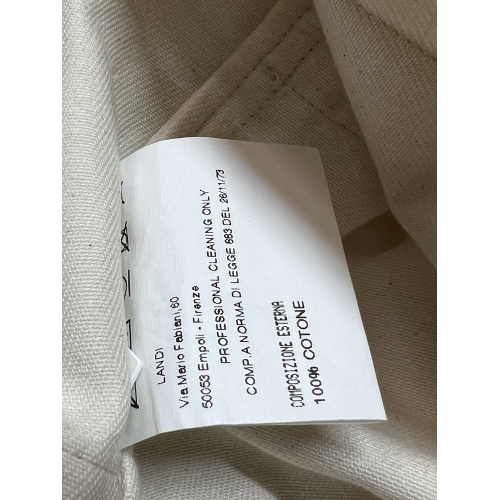 LANDI
Via Mario Fabiani,60
50053 Empoli - Firenze
PROFESSIONAL CLEANING ONLY
COMP.A NORMA DI LEGGE 883 DEL 26/11/73
COMPOSIZIONE ESTERNA
100% COTONE